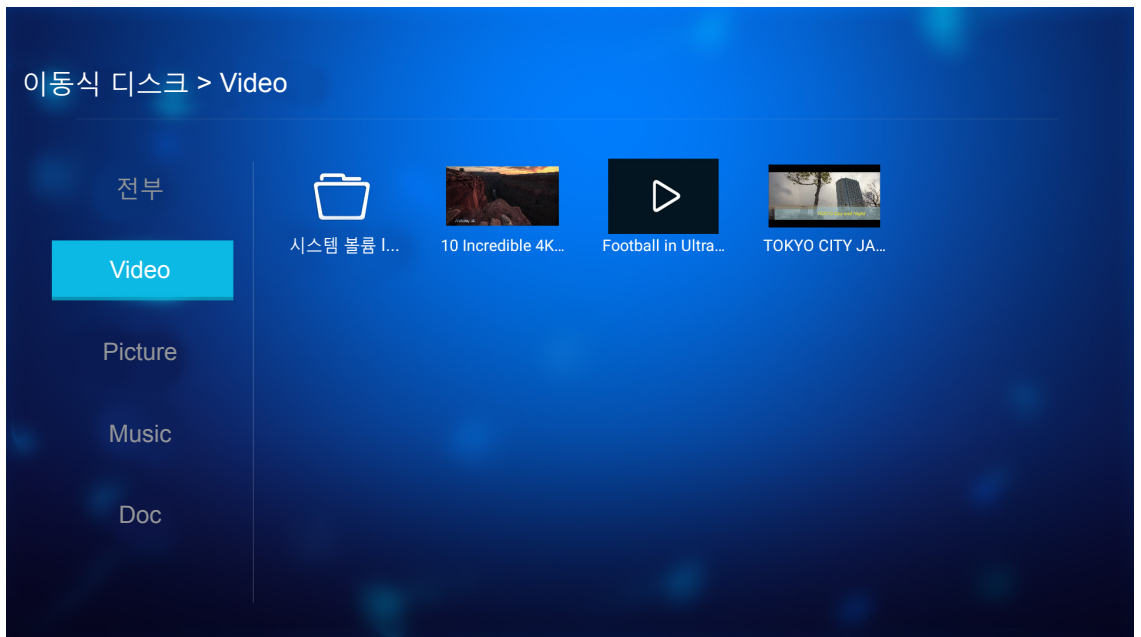 이동식 디스크 > Video
전부
Video
Picture
Music
Doc
시스템 볼륨 I...
10 Incredible 4K...
Football in Ultra...
TOKYO CITY JA...